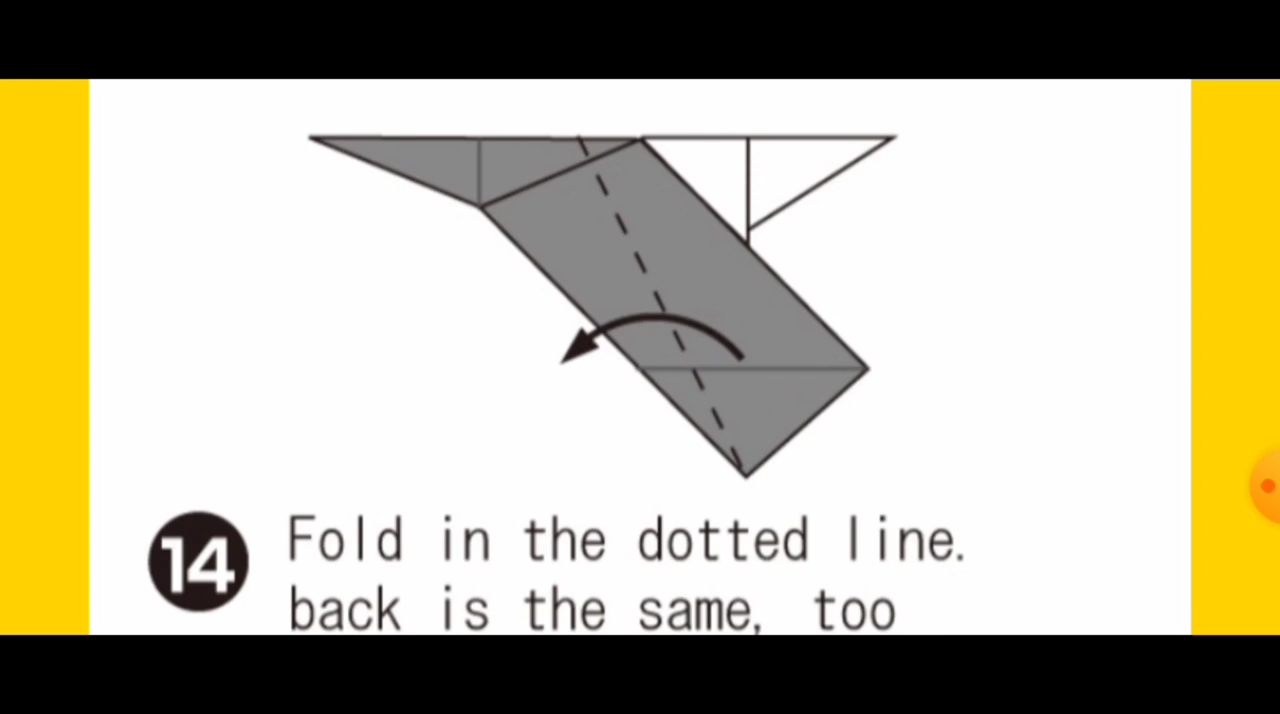 14
Fold in the dotted line.
back is the same, too